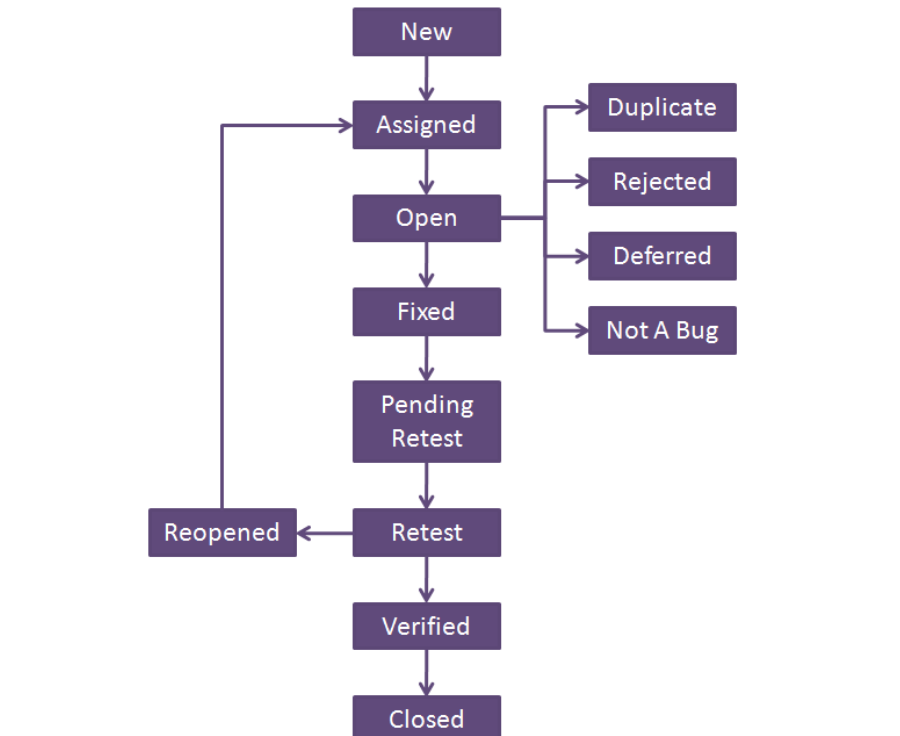 New
Assigned
Duplicate
Rejected
Open
Deferred
Fixed
Not A Bug
Pending
Retest
Reopened
Retest
Verified
Closed